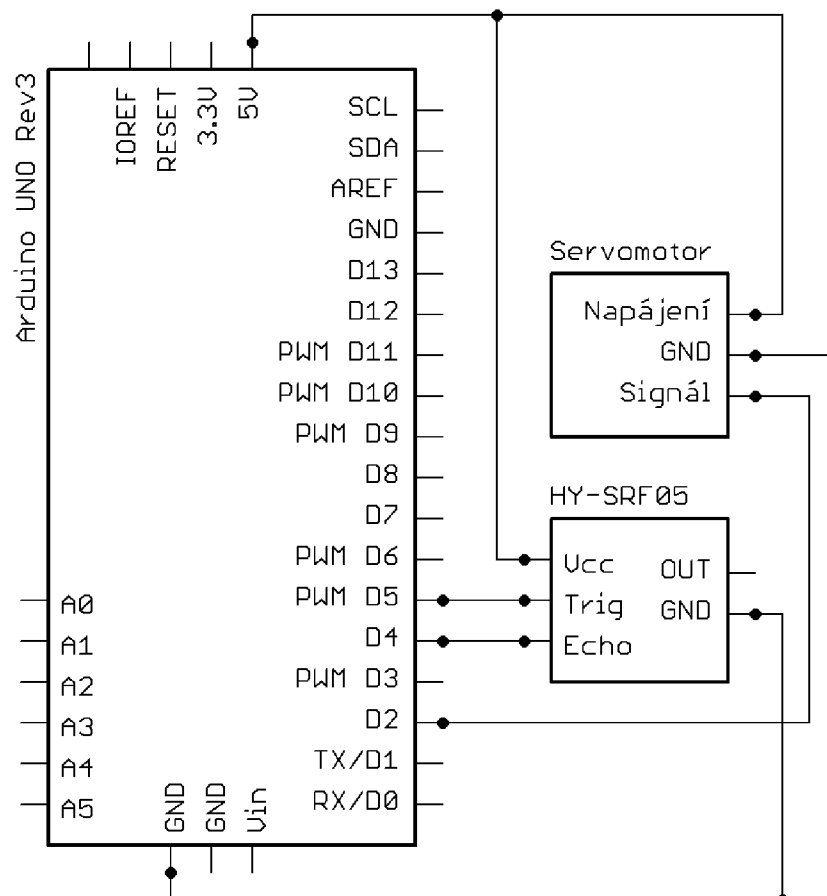 Arduino UNO Rev3
IOREF
RESET
3.3V
5V
SCL
SDA
AREF
GND
D13
D12
PWM D11
PWM D10
PWM D9
D8
D7
PWM D6
PWM D5
D4
PWM D3
D2
TX/D1
RX/D0
A0
A1
A2
A3
A4
A5
GND
GND
Vin
Servomotor
Napájení
GND
Signál
HY-SRF05
Vcc
Trig
Echo
OUT
GND